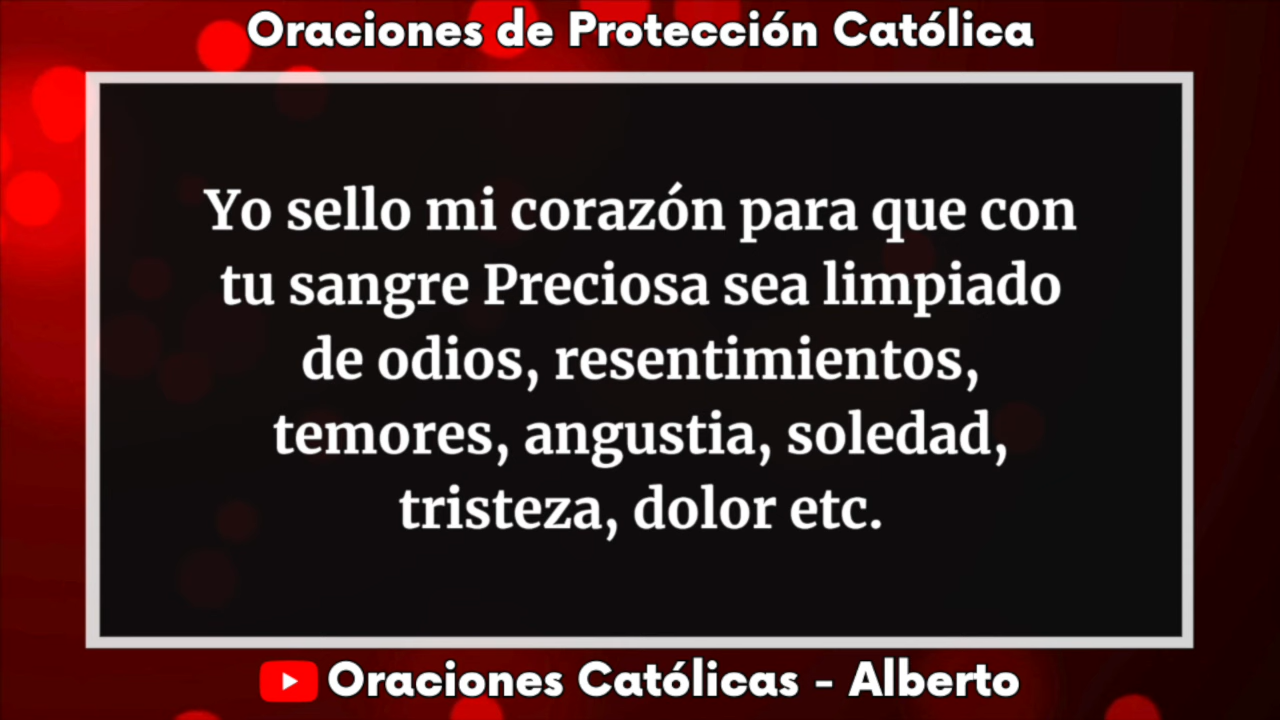 Oraciones de Protección Católica
Yo sello mi corazón para que con
tu sangre Preciosa sea limpiado
de odios, resentimientos,
temores, angustia, soledad,
tristeza, dolor etc.
Oraciones Católicas - Alberto